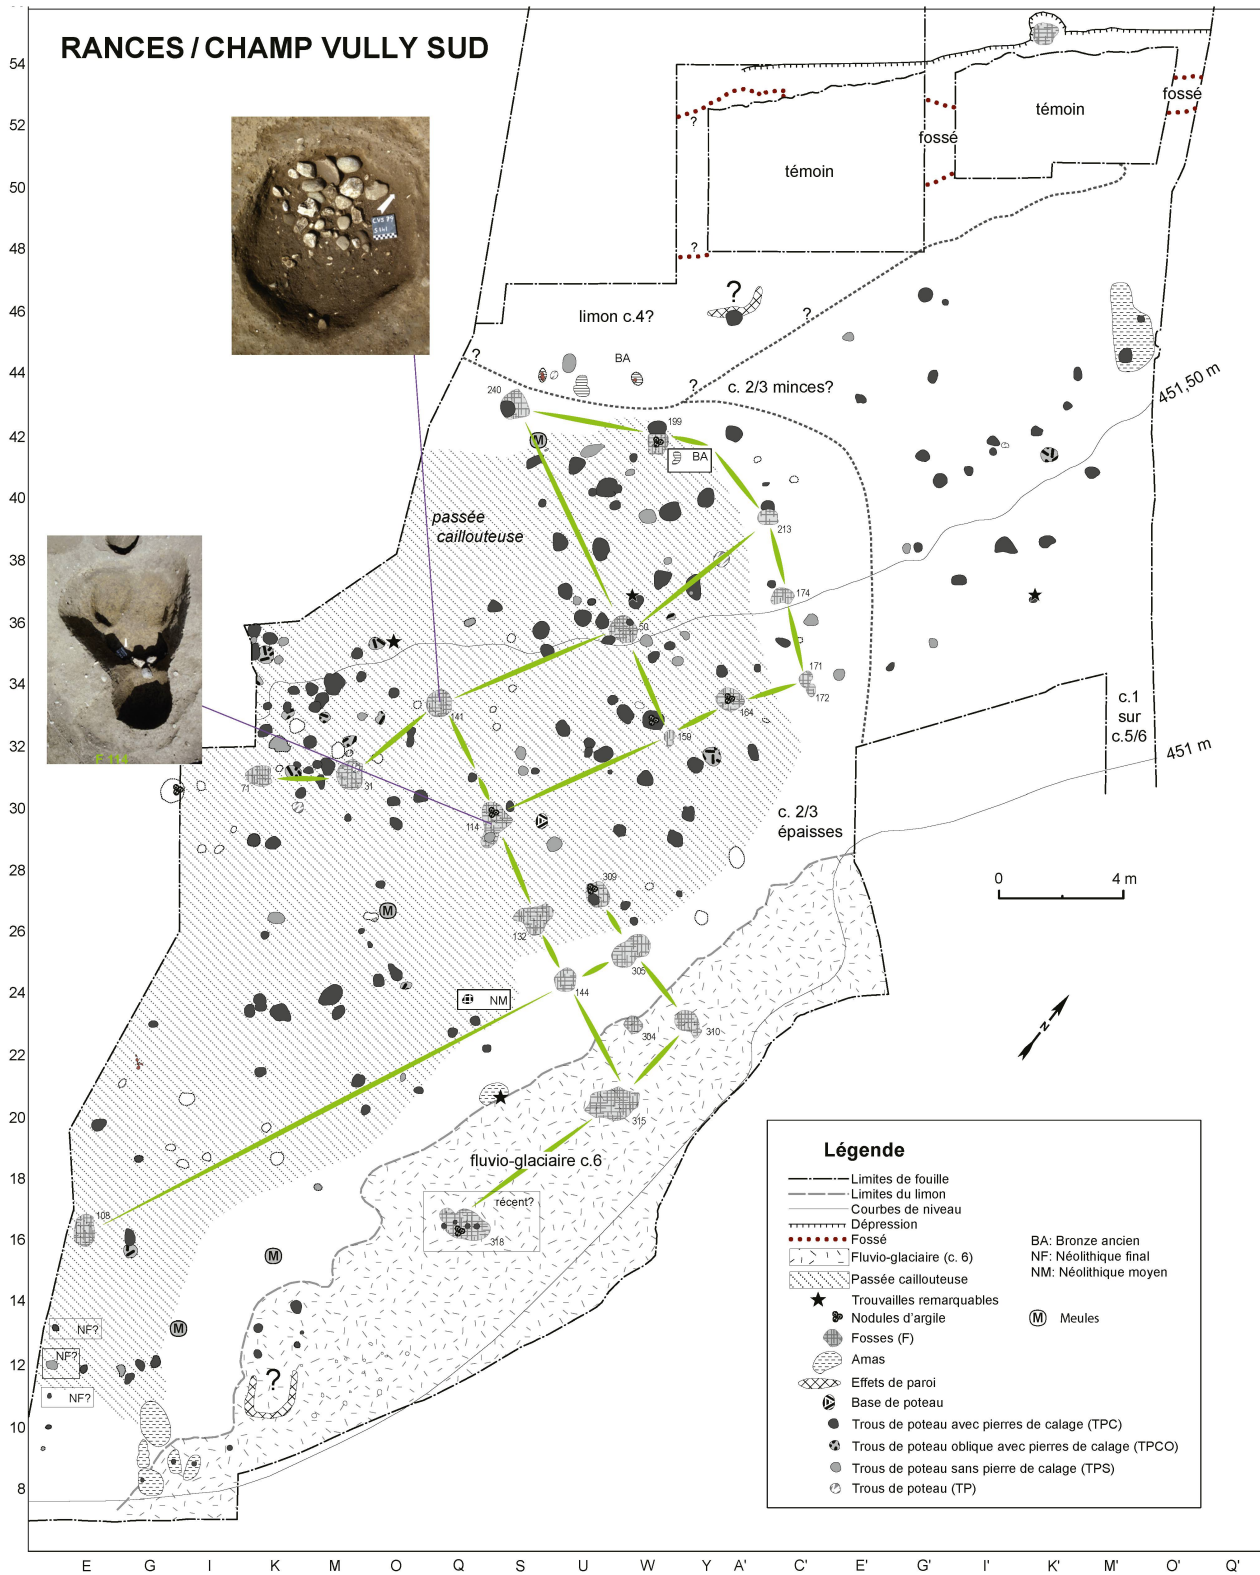 RANCES / CHAMP VULLY SUD
54
52
50
48
46
44
42
40
38
36
34
32
30
28
26
24
22
20
18
16
14
12
10
8
fossé
témoin
fossé
témoin
?
?
?
limon c.4?
?
?
BA
?
c. 2/3 minces?
451,50 m
240
199
M
BA
passée
caillouteuse
213
174
50
171
172
141
164
159
c.1
sur
c.5/6
451 m
71
31
114
c. 2/3
épaisses
309
M
132
305
144
NM
304
310
315
fluvio-glaciaire c.6
récent?
318
108
M
NF?
M
NF?
NF?
?
0 4 m
N
CVS 79
S141
F 114
Légende
Limites de fouille
Limites du limon
Courbes de niveau
Dépression
Fossé
Fluvio-glaciaire (c. 6)
Passée caillouteuse
Trouvailles remarquables
Nodules d'argile
Fosses (F)
Amas
Effets de paroi
Base de poteau
Trous de poteau avec pierres de calage (TPC)
Trous de poteau oblique avec pierres de calage (TPCO)
Trous de poteau sans pierre de calage (TPS)
Trous de poteau (TP)
BA: Bronze ancien
NF: Néolithique final
NM: Néolithique moyen
M Meules
E G I K M O Q S U W Y A' C' E' G' I' K' M' O' Q'